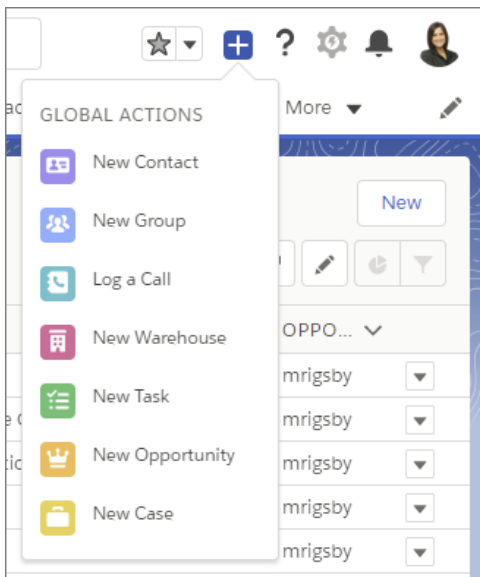 ac
More
GLOBAL ACTIONS
New Contact
New Group
Log a Call
New Warehouse
New Task
New Opportunity
New Case
New
OPPO...
mrigsby
mrigsby
mrigsby
mrigsby
mrigsby